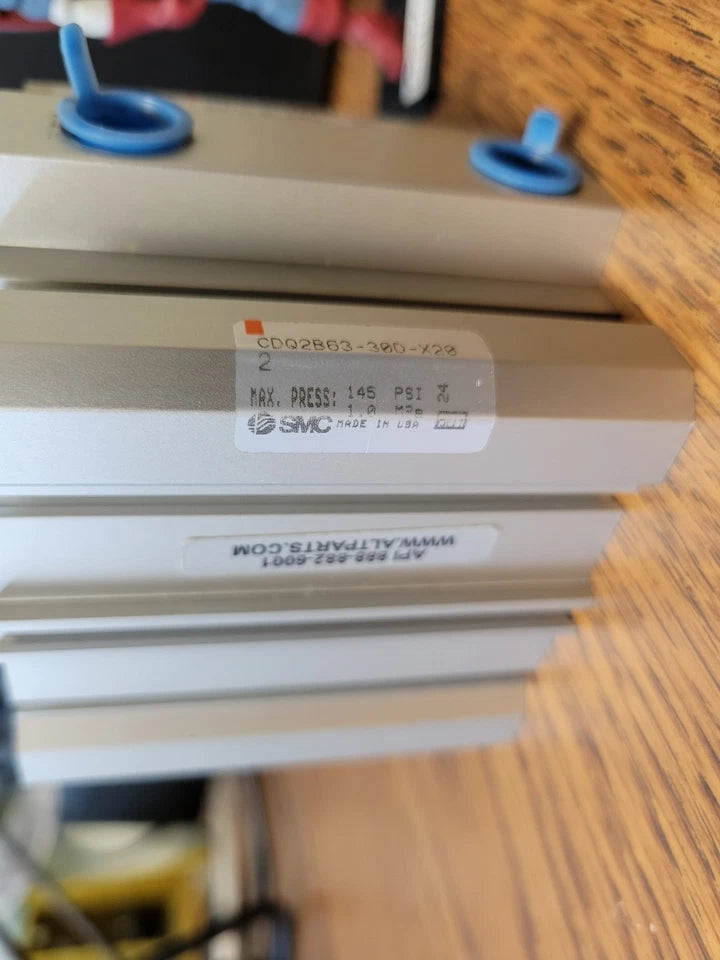 CDQ2B63-30D-X20
2
MAX. PRESS: 145 PSI
1.0 MPa
24
SMC MADE IN USA
API 888-882-6001
WWW.ALTPARTS.COM